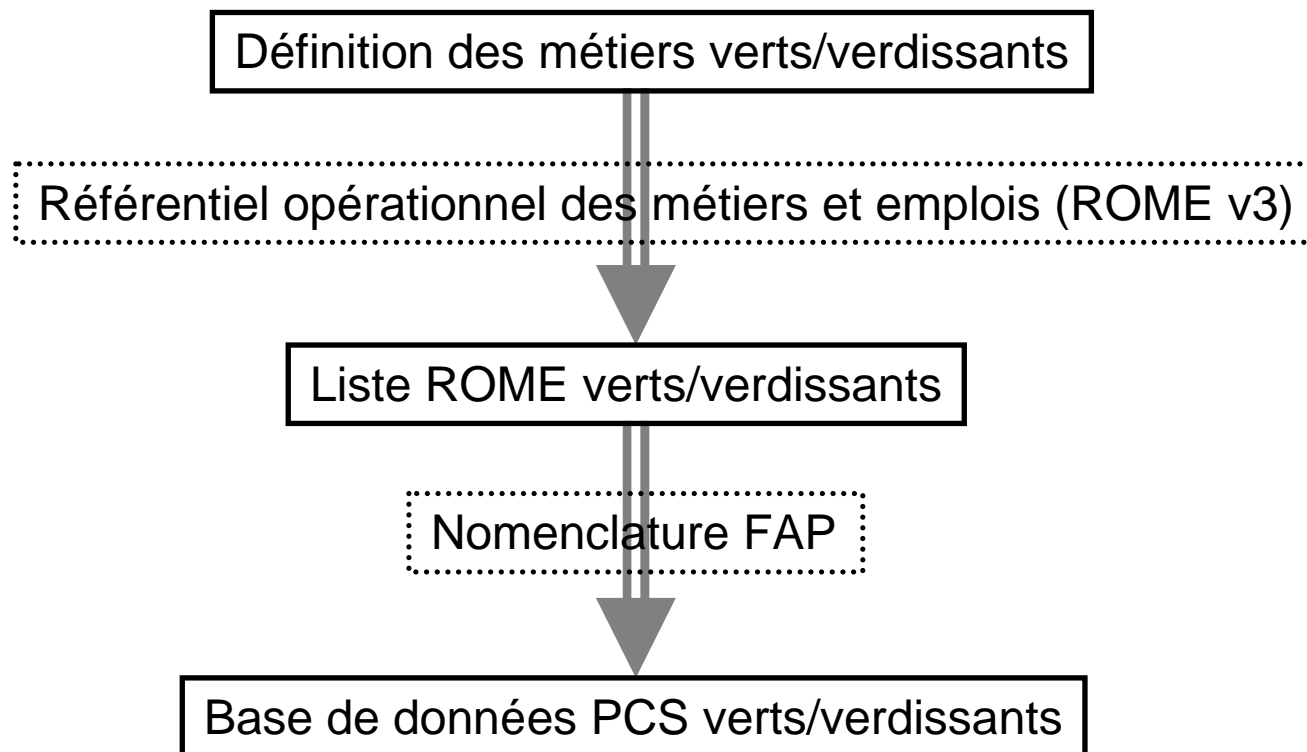 Définition des métiers verts/verdissants
Référentiel opérationnel des métiers et emplois (ROME v3)
Liste ROME verts/verdissants
Nomenclature FAP
Base de données PCS verts/verdissants